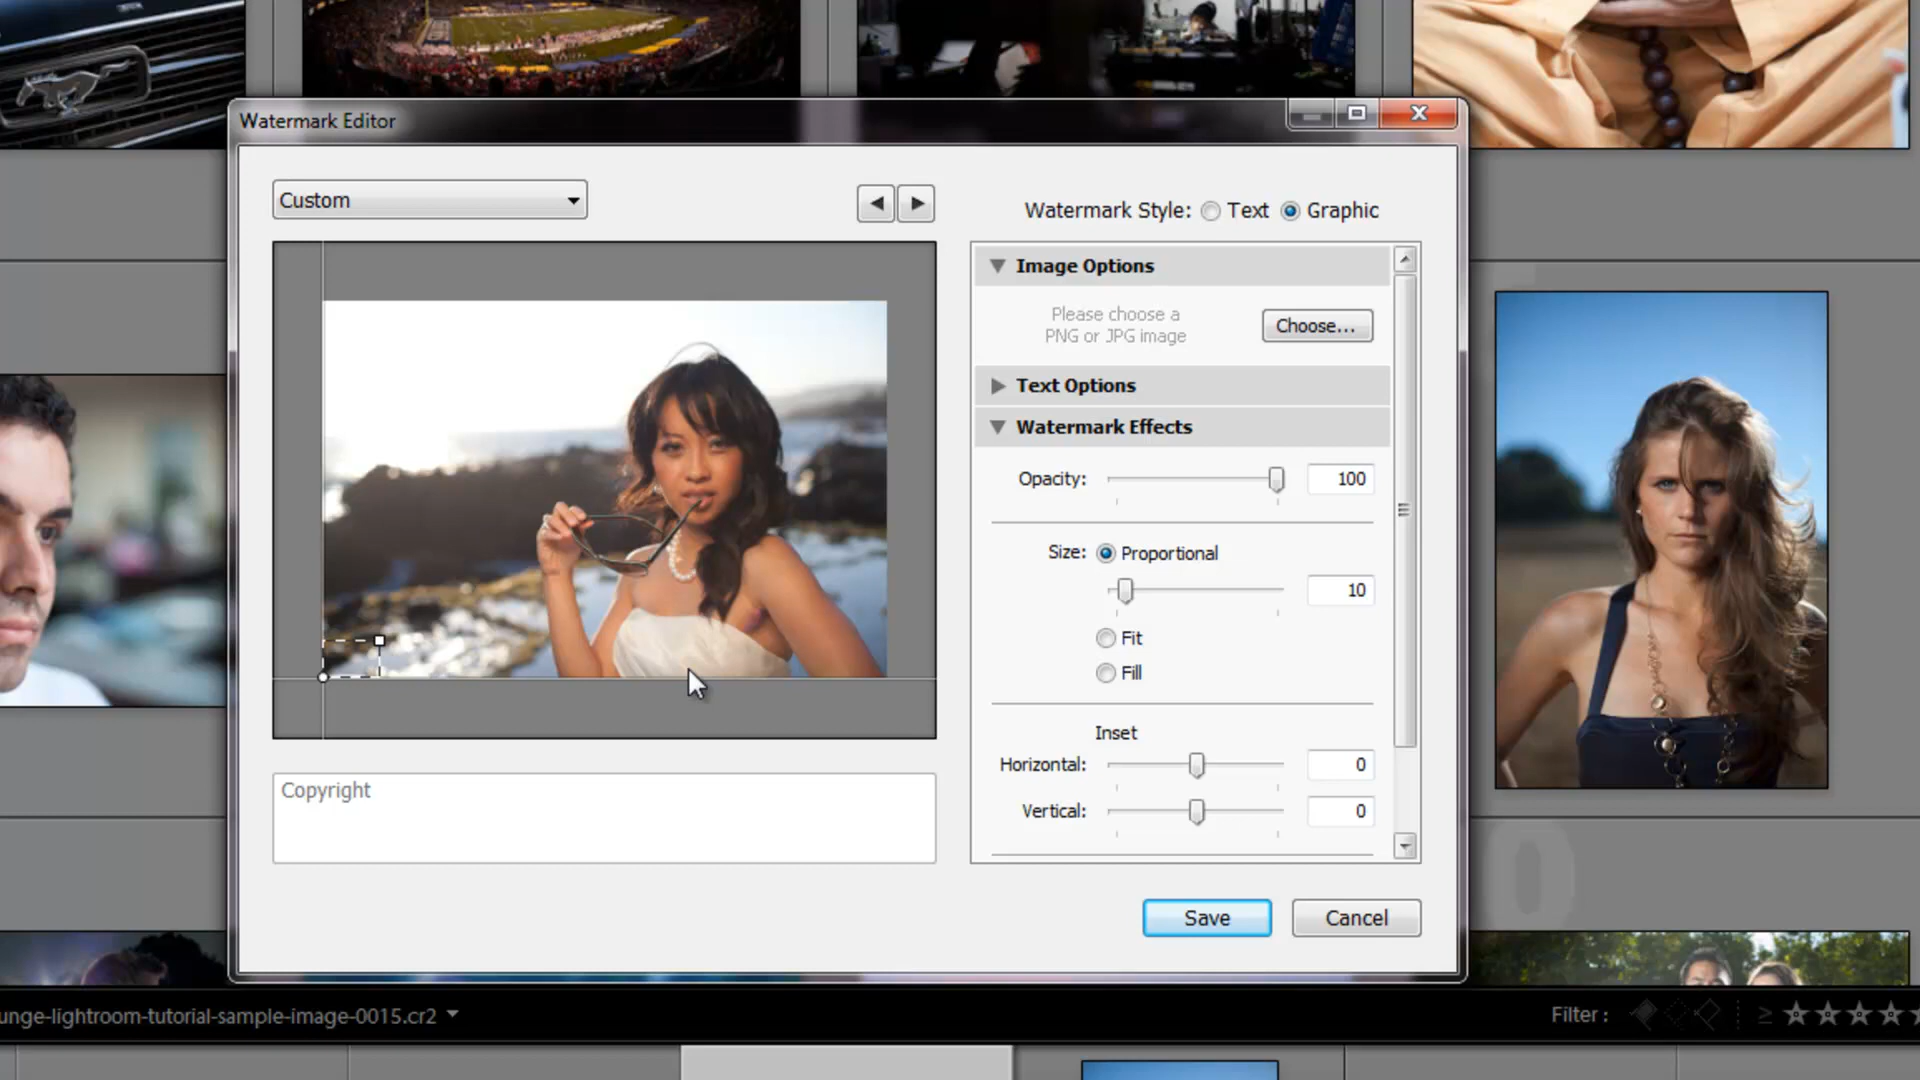 Watermark Editor
Custom
Watermark Style: Text Graphic
Image Options
Please choose a
PNG or JPG image
Choose...
Text Options
Watermark Effects
Opacity: 100
Size: Proportional
10
Fit
Fill
Inset
Horizontal: 0
Vertical: 0
Copyright
Save Cancel
unge-lightroom-tutorial-sample-image-0015.cr2
Filter :